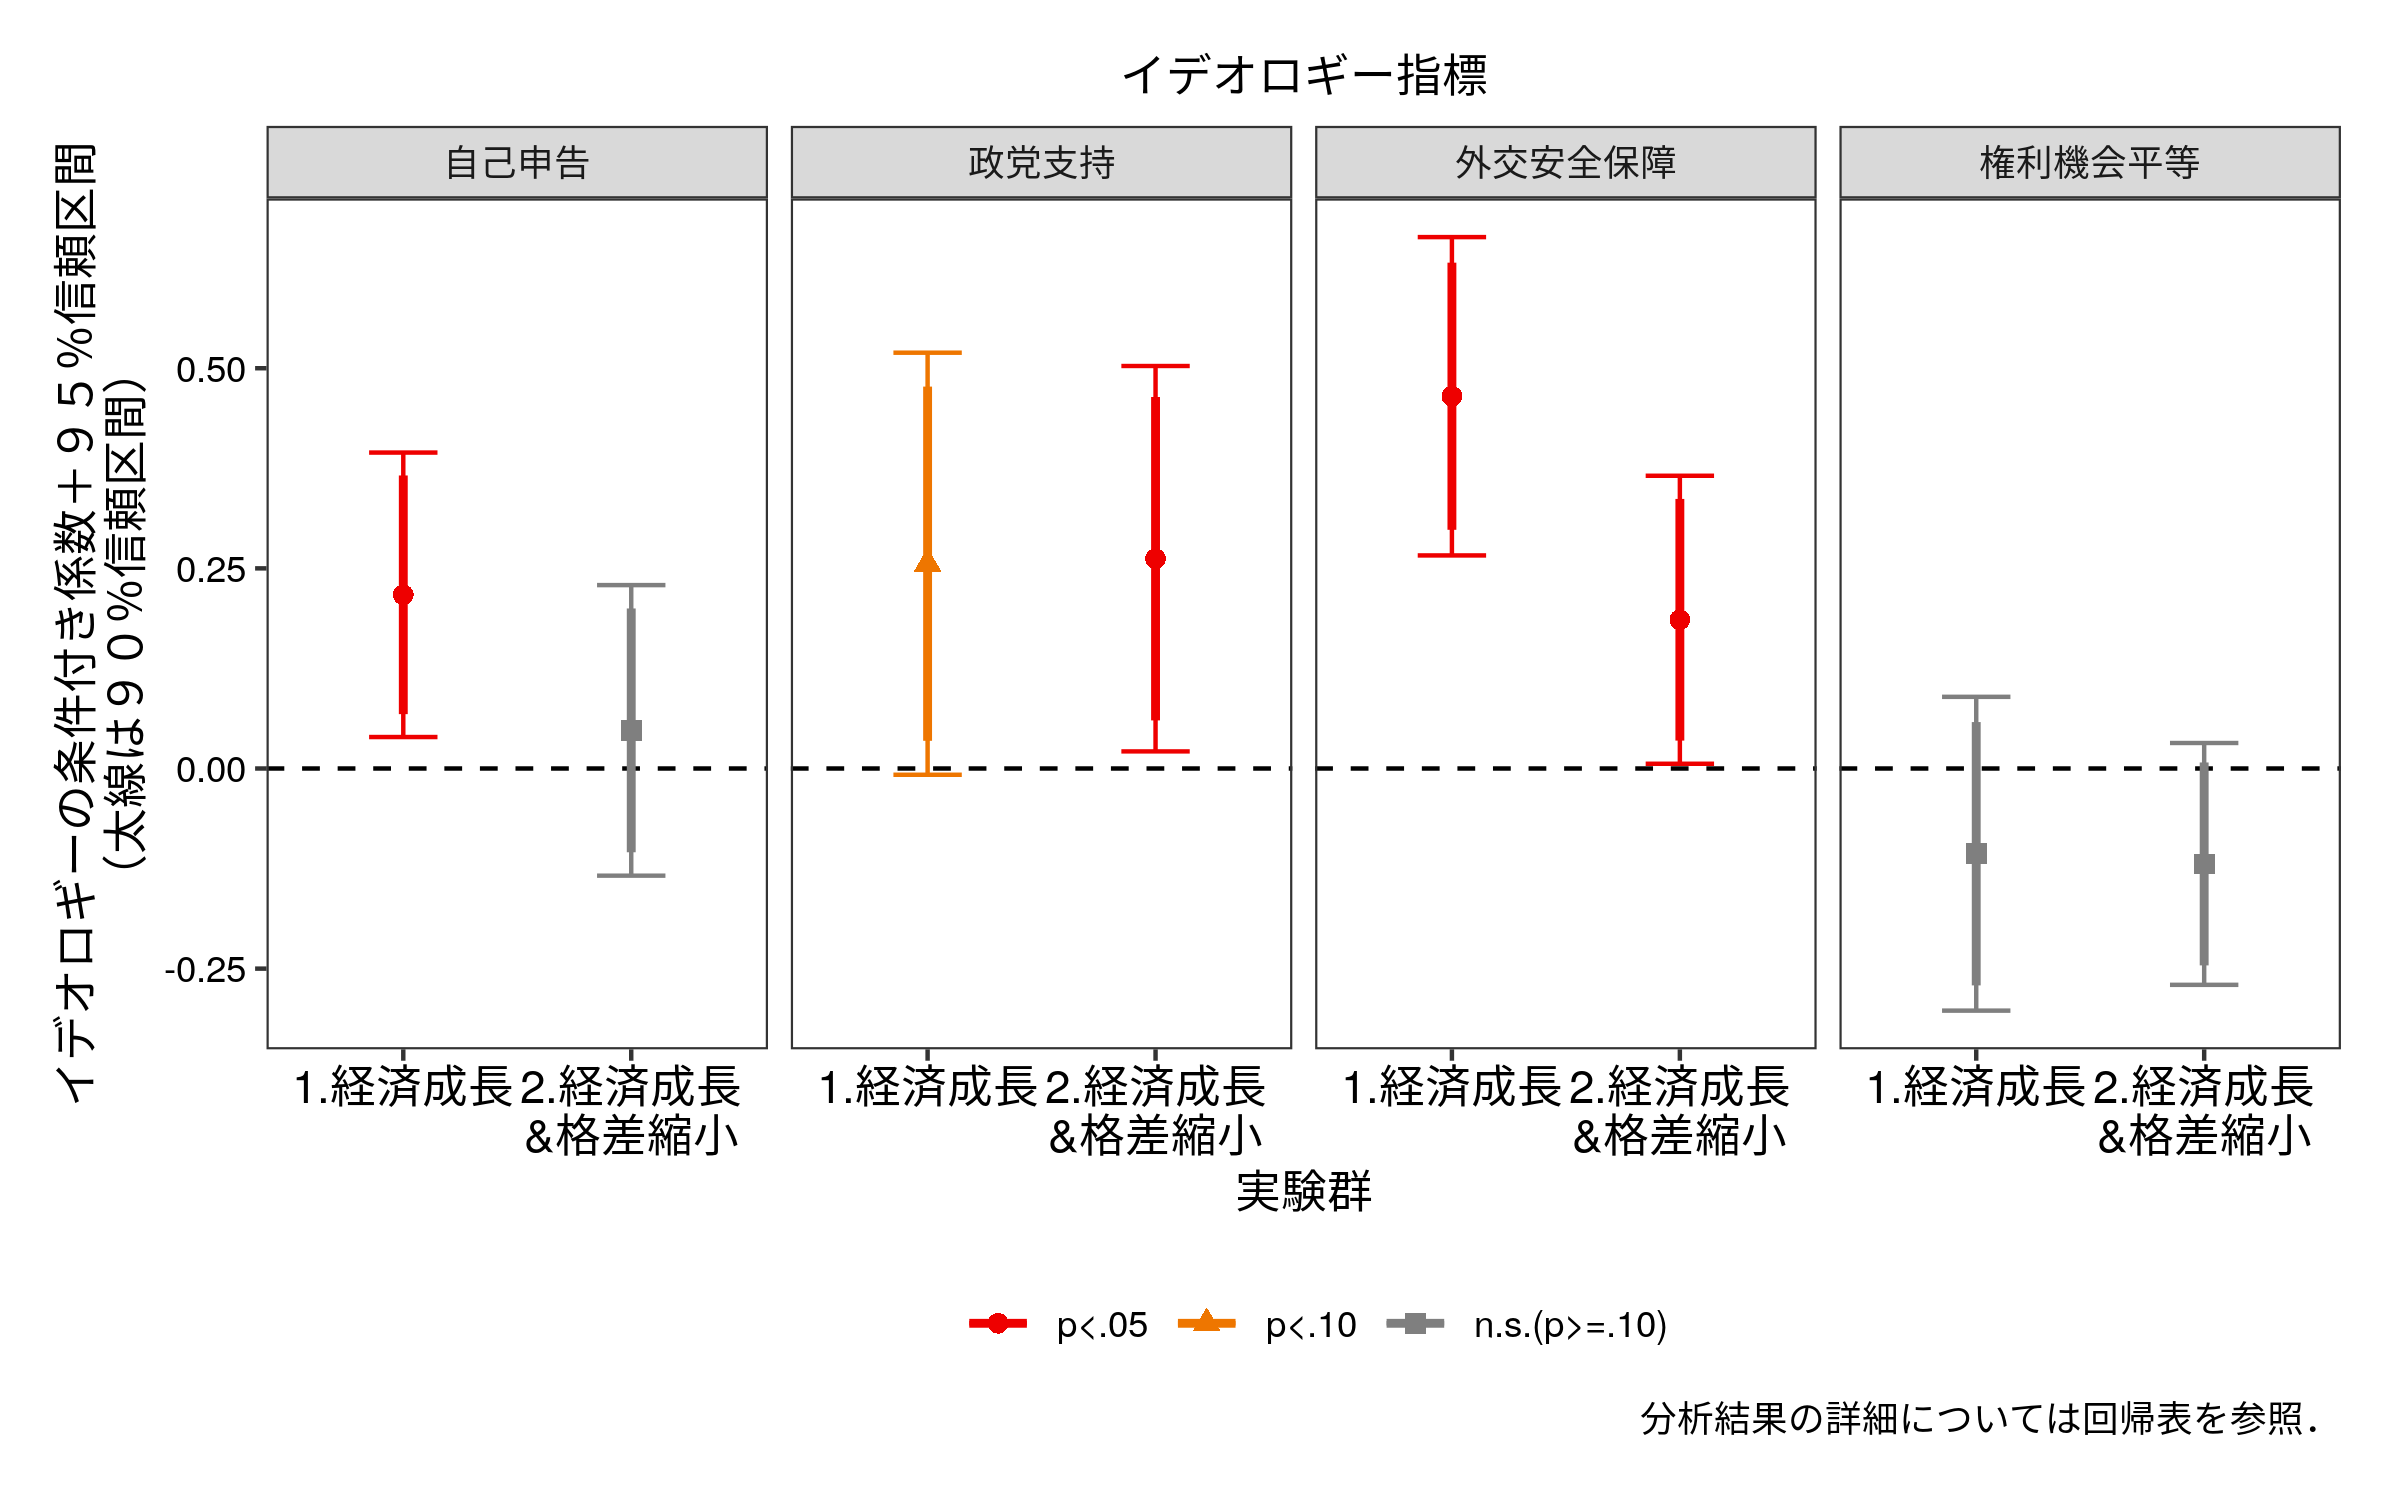 イデオロギー指標
自己申告
政党支持
外交安全保障
権利機会平等
イデオロギーの条件付き係数＋９５％信頼区間
（太線は９０％信頼区間）
0.50
0.25
0.00
-0.25
1.経済成長
2.経済成長
&格差縮小
1.経済成長
2.経済成長
&格差縮小
1.経済成長
2.経済成長
&格差縮小
1.経済成長
2.経済成長
&格差縮小
実験群
p<.05
p<.10
n.s.(p>=.10)
分析結果の詳細については回帰表を参照．